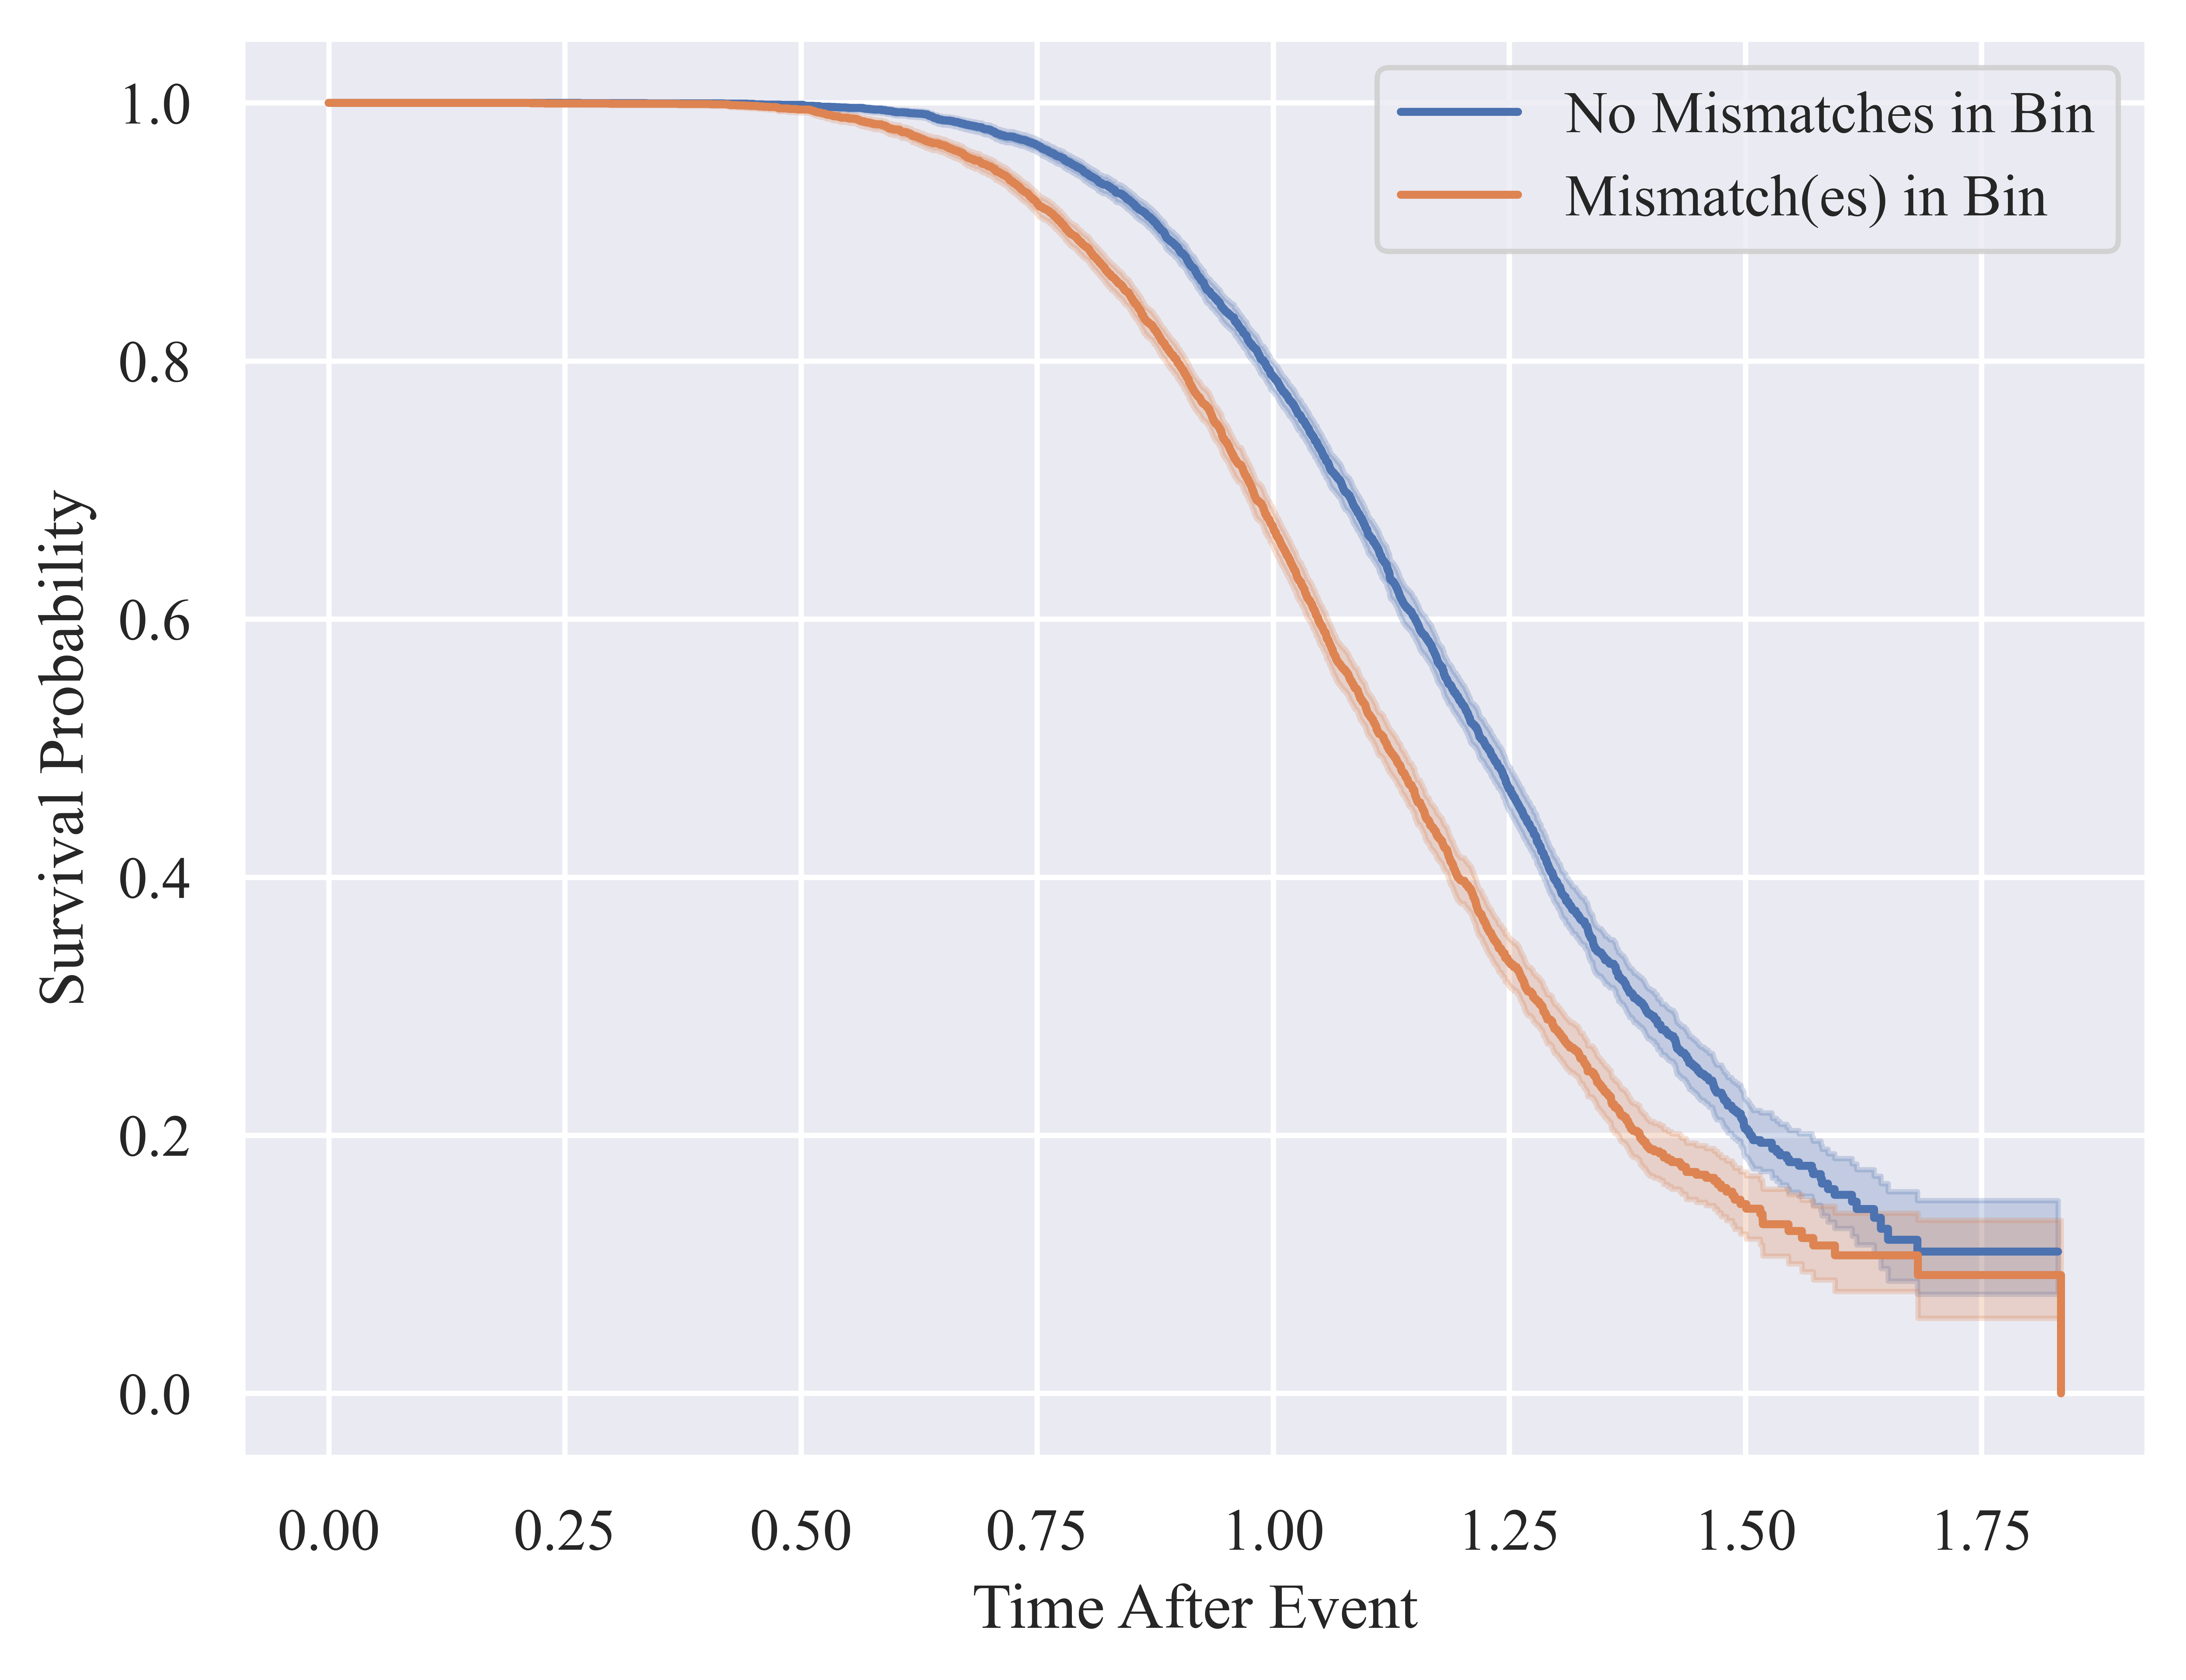 No Mismatches in Bin
Mismatch(es) in Bin
1.0
0.8
0.6
0.4
0.2
0.0
Survival Probability
0.00 0.25 0.50 0.75 1.00 1.25 1.50 1.75
Time After Event